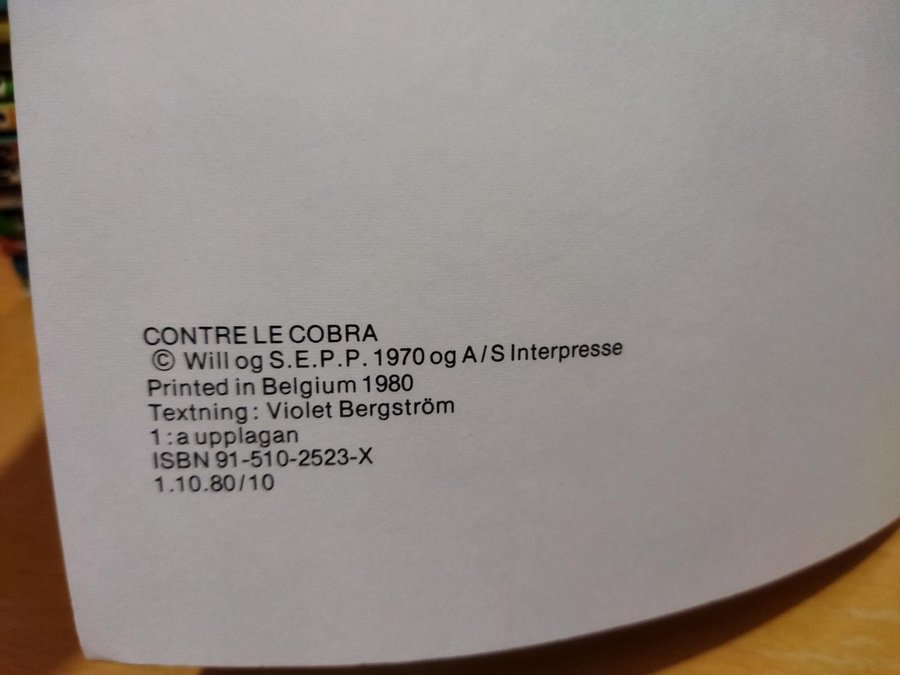 CONTRE LE COBRA
© Will og S.E.P.P. 1970 og A/S Interpresse
Printed in Belgium 1980
Textning: Violet Bergström
1:a upplagan
ISBN 91-510-2523-X
1.10.80/10